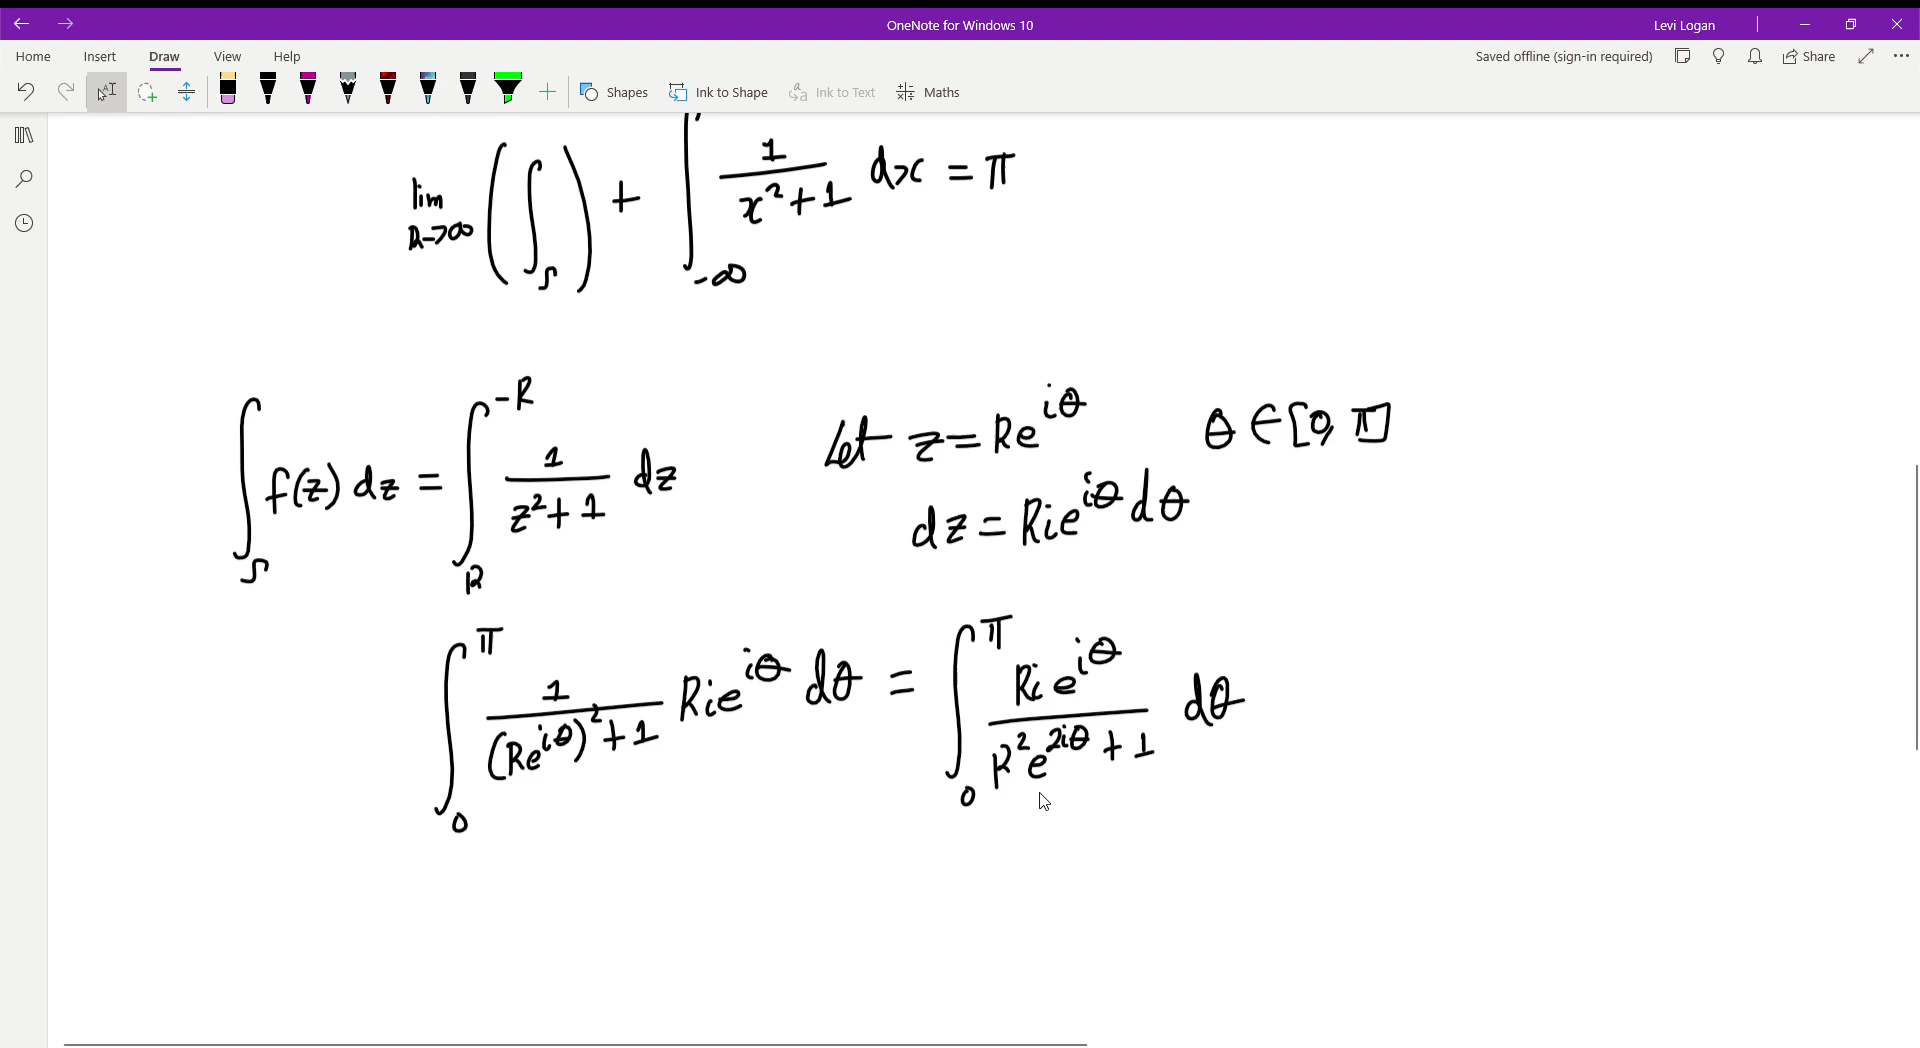 OneNote for Windows 10
Levi Logan
Home Insert Draw View Help
Saved offline (sign-in required)
Share
Shapes
Ink to Shape
Ink to Text
Maths
lim R->∞ (∫_S) + ∫_-∞ 1/(x²+1) dx = π
∫_S f(z) dz = ∫_R^-R 1/(z²+1) dz
Let z = Re^iθ θ ∈ [0, π]
dz = Rie^iθ dθ
∫_0^π 1/((Re^iθ)²+1) Rie^iθ dθ = ∫_0^π Rie^iθ/(R²e^2iθ + 1) dθ